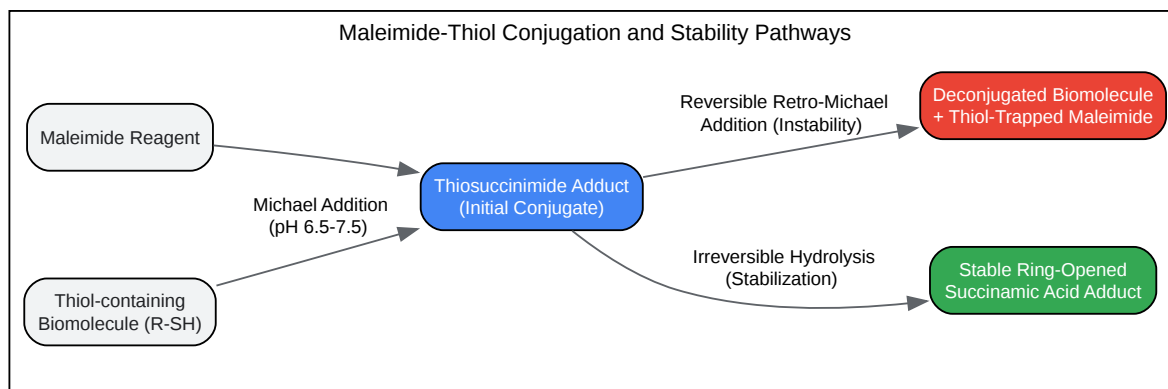 Maleimide-Thiol Conjugation and Stability Pathways
Maleimide Reagent
Thiol-containing
Biomolecule (R-SH)
Michael Addition
(pH 6.5-7.5)
Thiosuccinimide Adduct
(Initial Conjugate)
Reversible Retro-Michael
Addition (Instability)
Deconjugated Biomolecule
+ Thiol-Trapped Maleimide
Irreversible Hydrolysis
(Stabilization)
Stable Ring-Opened
Succinamic Acid Adduct